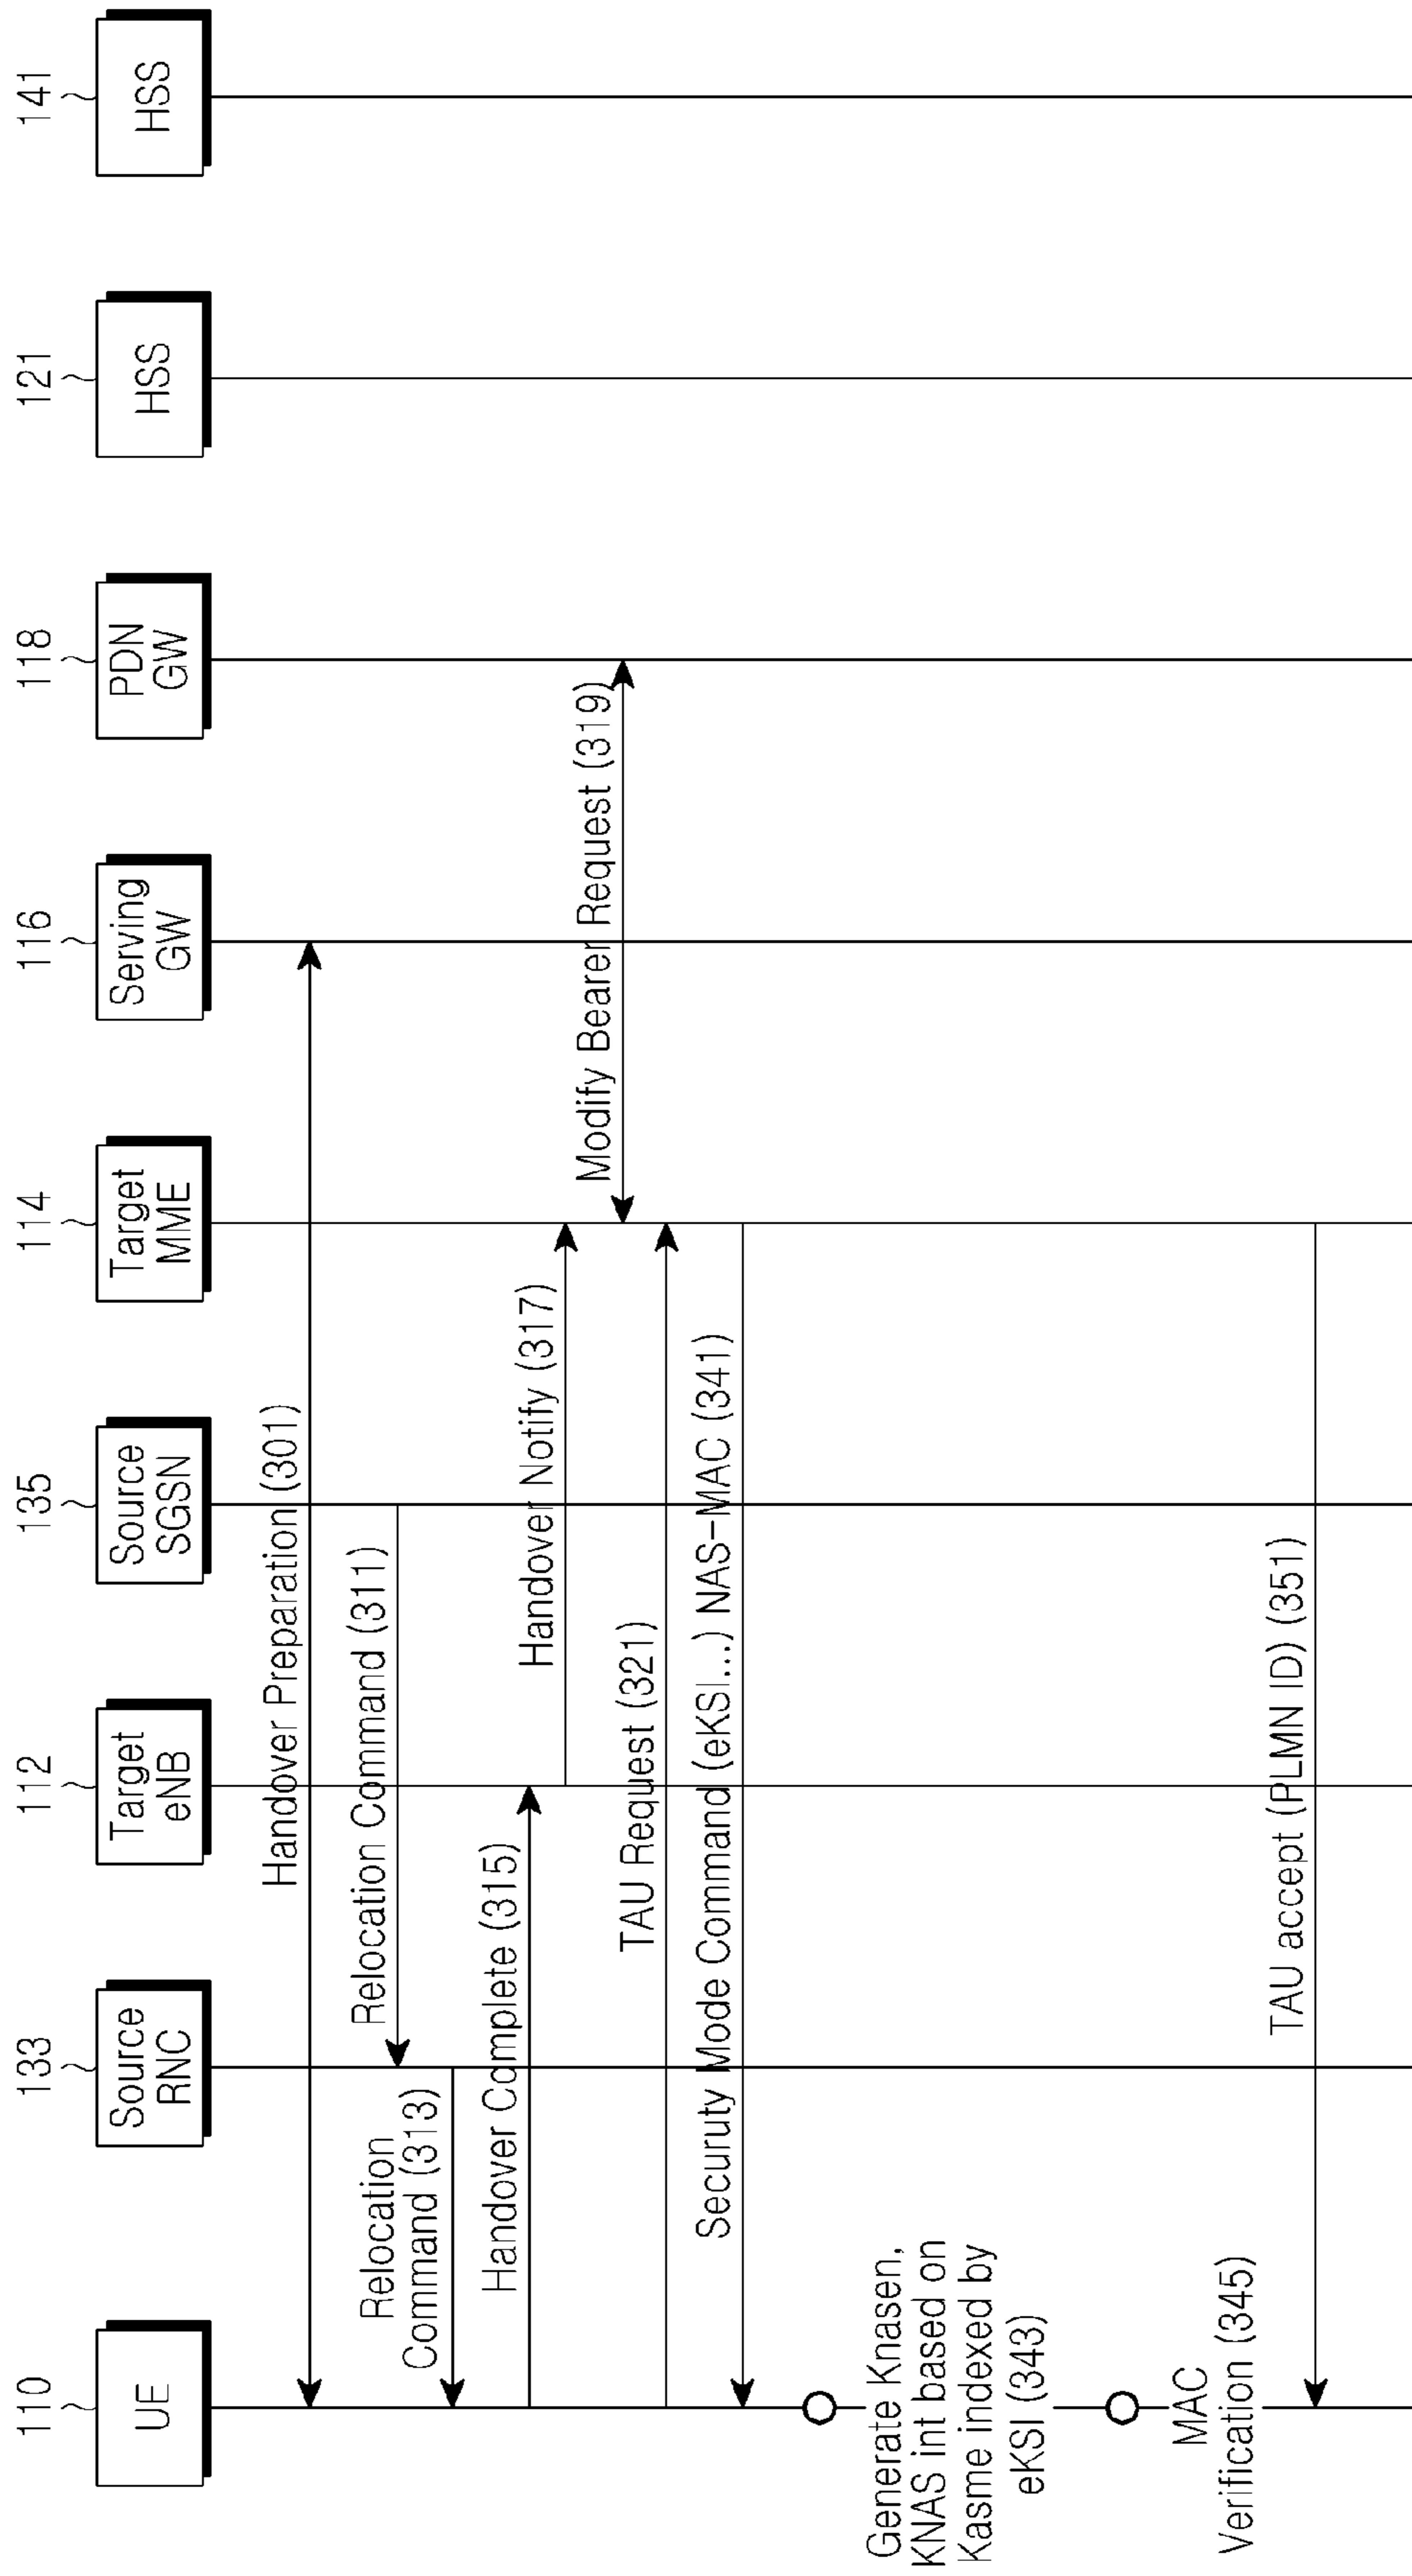 110
133
112
135
114
116
118
121
141
UE
Source
RNC
Target
eNB
Source
SGSN
Target
MME
Serving
GW
PDN
GW
HSS
HSS
Handover Preparation (301)
Relocation Command (311)
Relocation
Command (313)
Handover Complete (315)
Handover Notify (317)
Modify Bearer Request (319)
TAU Request (321)
Securuty Mode Command (eKSI...) NAS-MAC (341)
Generate Knasen,
KNAS int based on
Kasme indexed by
eKSI (343)
MAC
Verification (345)
TAU accept (PLMN ID) (351)